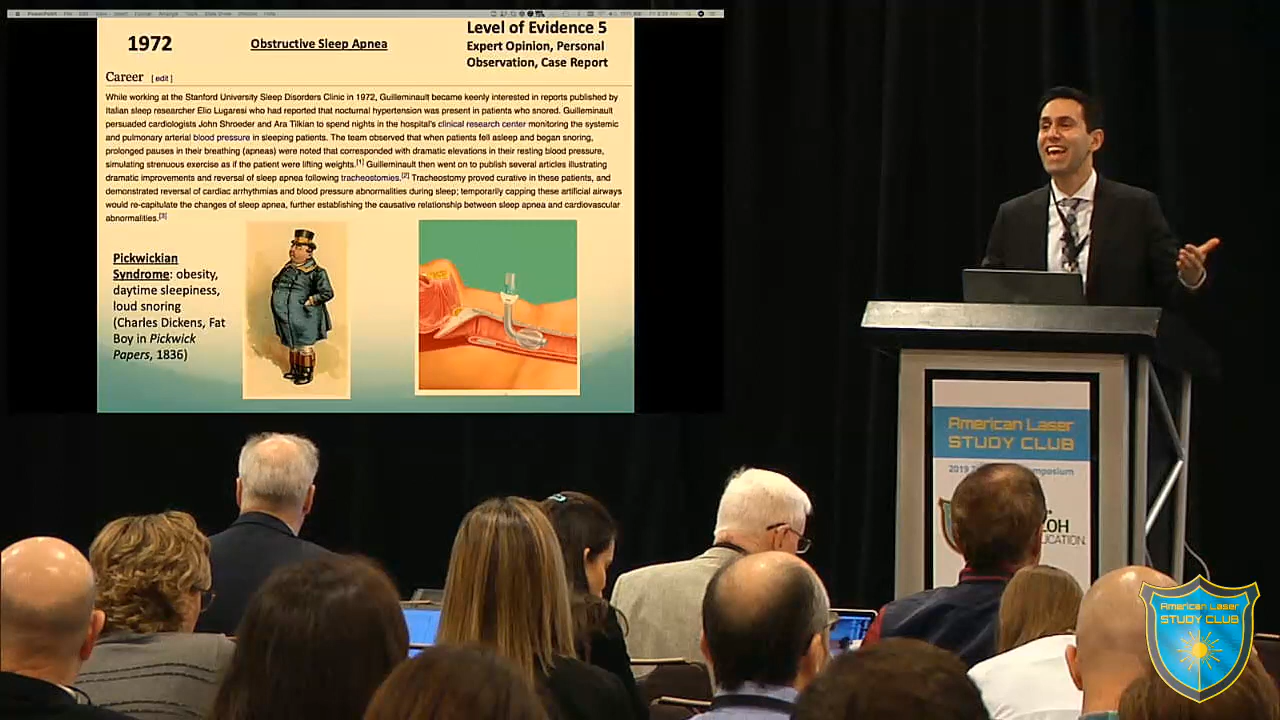 1972
Obstructive Sleep Apnea
Level of Evidence 5
Expert Opinion, Personal
Observation, Case Report
Career [ edit ]
While working at the Stanford University Sleep Disorders Clinic in 1972, Guilleminault became keenly interested in reports published by
Italian sleep researcher Elio Lugaresi who had reported that nocturnal hypertension was present in patients who snored. Guilleminault
persuaded cardiologists John Shroeder and Ara Tilkian to spend nights in the hospital's clinical research center monitoring the systemic
and pulmonary arterial blood pressure in sleeping patients. The team observed that when patients fell asleep and began snoring,
prolonged pauses in their breathing (apneas) were noted that corresponded with dramatic elevations in their resting blood pressure,
simulating strenuous exercise as if the patient were lifting weights.[1] Guilleminault then went on to publish several articles illustrating
dramatic improvements and reversal of sleep apnea following tracheostomies.[2] Tracheostomy proved curative in these patients, and
demonstrated reversal of cardiac arrhythmias and blood pressure abnormalities during sleep; temporarily capping these artificial airways
would re-capitulate the changes of sleep apnea, further establishing the causative relationship between sleep apnea and cardiovascular
abnormalities.[3]
Pickwickian
Syndrome: obesity,
daytime sleepiness,
loud snoring
(Charles Dickens, Fat
Boy in Pickwick
Papers, 1836)
American Laser
STUDY CLUB
2019
American Laser
STUDY CLUB